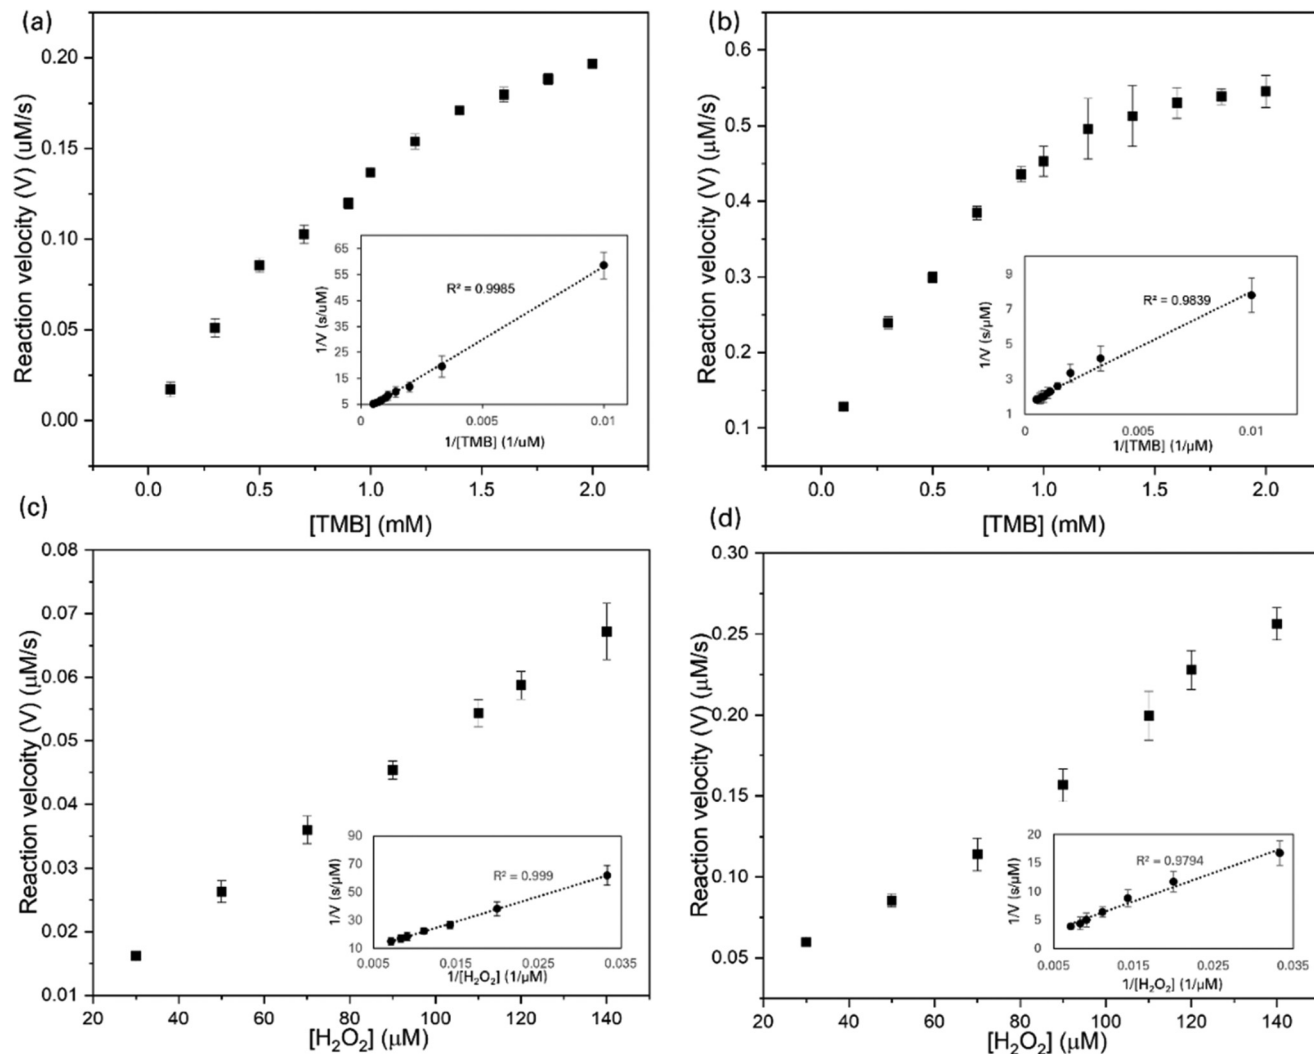 (a)
Reaction velocity (V) (uM/s)
0.20
0.15
0.10
0.05
0.00
0.0 0.5 1.0 1.5 2.0
[TMB] (mM)
1/V (s/uM)
65
55
45
35
25
15
5
R² = 0.9985
0 0.005 0.01
1/[TMB] (1/uM)
(b)
Reaction velocity (V) (μM/s)
0.6
0.5
0.4
0.3
0.2
0.1
0.0 0.5 1.0 1.5 2.0
[TMB] (mM)
1/V (s/μM)
9
7
5
3
1
R² = 0.9839
0 0.005 0.01
1/[TMB] (1/μM)
(c)
Reaction velcoity (V) (μM/s)
0.08
0.07
0.06
0.05
0.04
0.03
0.02
0.01
20 40 60 80 100 120 140
[H₂O₂] (μM)
1/V (s/μM)
90
70
50
30
10
R² = 0.999
0.005 0.015 0.025 0.035
1/[H₂O₂] (1/μM)
(d)
Reaction velocity (V) (μM/s)
0.30
0.25
0.20
0.15
0.10
0.05
20 40 60 80 100 120 140
[H₂O₂] (μM)
1/V (s/μM)
20
15
10
5
0
R² = 0.9794
0.005 0.015 0.025 0.035
1/[H₂O₂] (1/μM)